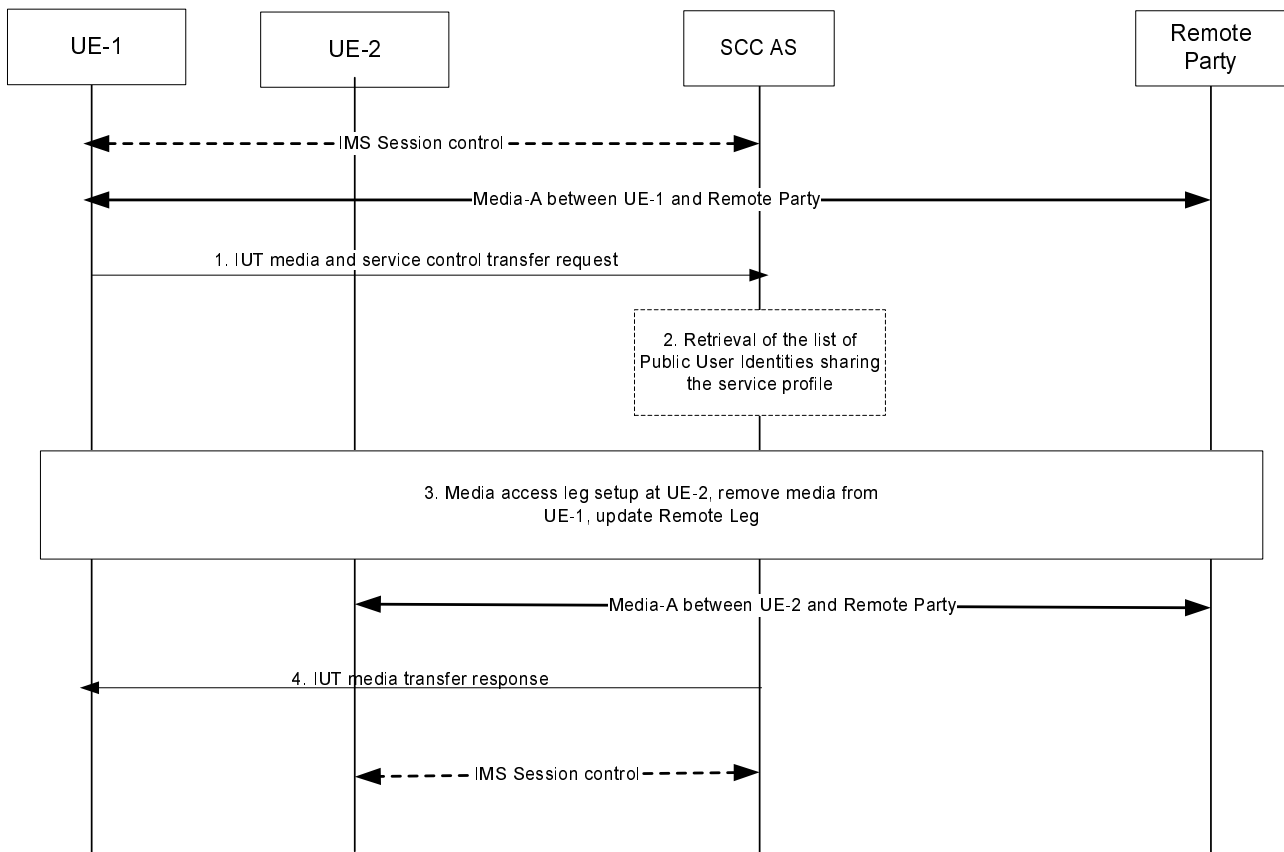 UE-1
UE-2
SCC AS
Remote
Party
IMS Session control
Media-A between UE-1 and Remote Party
1. IUT media and service control transfer request
2. Retrieval of the list of
Public User Identities sharing
the service profile
3. Media access leg setup at UE-2, remove media from
UE-1, update Remote Leg
Media-A between UE-2 and Remote Party
4. IUT media transfer response
IMS Session control